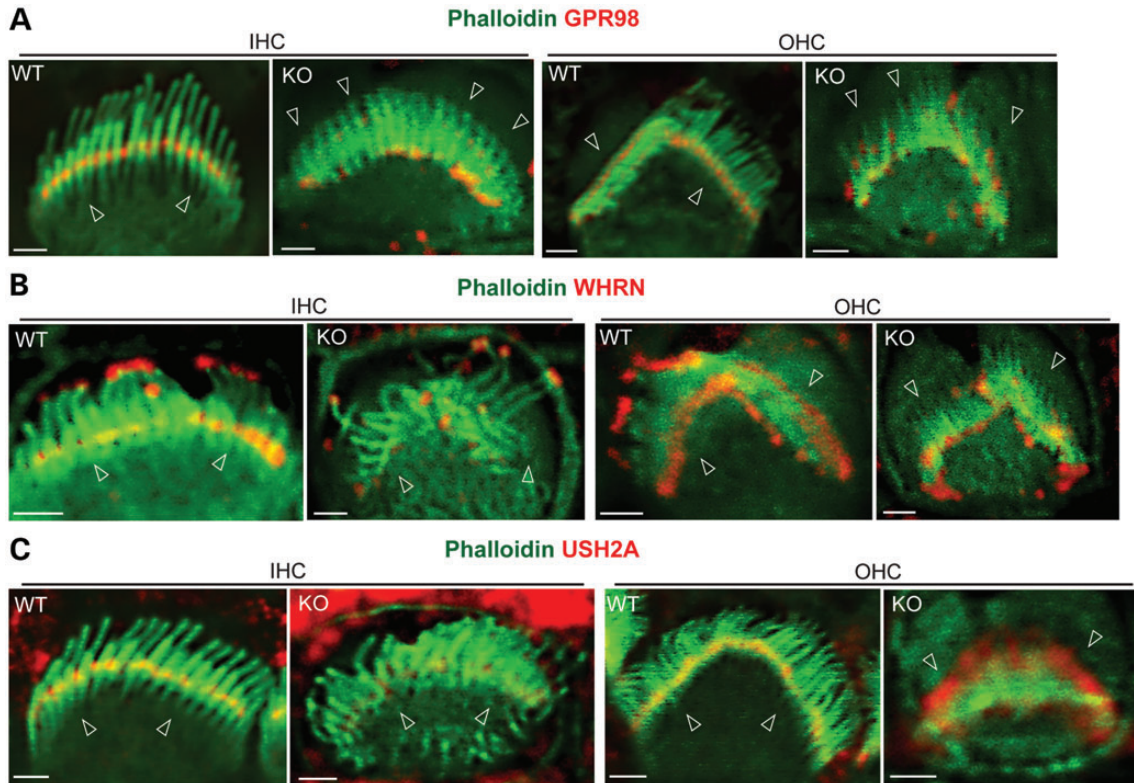 A
Phalloidin GPR98
IHC
OHC
WT
KO
WT
KO
B
Phalloidin WHRN
IHC
OHC
WT
KO
WT
KO
C
Phalloidin USH2A
IHC
OHC
WT
KO
WT
KO